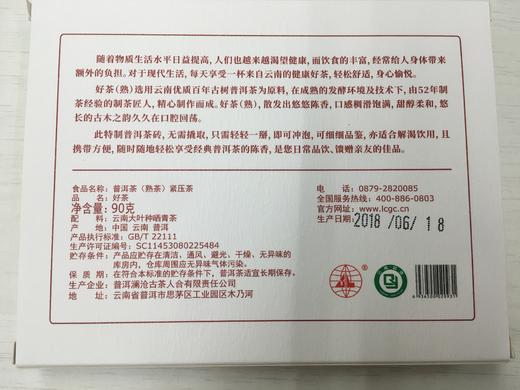 随着物质生活水平日益提高,人们也越来越渴望健康,而饮食的丰富,经常给人身体带来
额外的负担。对于现代生活,每天享受一杯来自云南的健康好茶,轻松舒适,身心愉悦。
好茶(熟)选用云南优质百年古树普洱茶为原料,在成熟的发酵环境及技术下,由52年制
茶经验的制茶匠人,精心制作而成。好茶(熟),散发出悠悠陈香,口感稠滑饱满,甜醇柔和,悠
长的古木之韵久久在口腔回荡。
此特制普洱茶砖,无需撬取,只需轻轻一掰,即可冲泡,可细细品鉴,亦适合解渴饮用,且
携带方便,随时随地轻松享受经典普洱茶的陈香,是您日常品饮、馈赠亲友的佳品。
食品名称:普洱茶(熟茶)紧压茶
品 名:好茶
净含量:90克
配 料:云南大叶种晒青茶
产 地:中国 云南 普洱
产品执行标准:GB/T 22111
生产许可证编号:SC11453080225484
贮存条件:产品应贮存在清洁、通风、避光、干燥、无异味的
库房内,仓库周围应无异味气体污染。
保 质 期:在符合本标准的贮存条件下,普洱茶适宜长期保存。
生产企业:普洱澜沧古茶人合有限责任公司
地 址:云南省普洱市思茅区工业园区木乃河
电 话:0879-2820085
全国服务热线:400-886-0803
官方网址:www.lcgc.cn
生产日期:2018/06/18